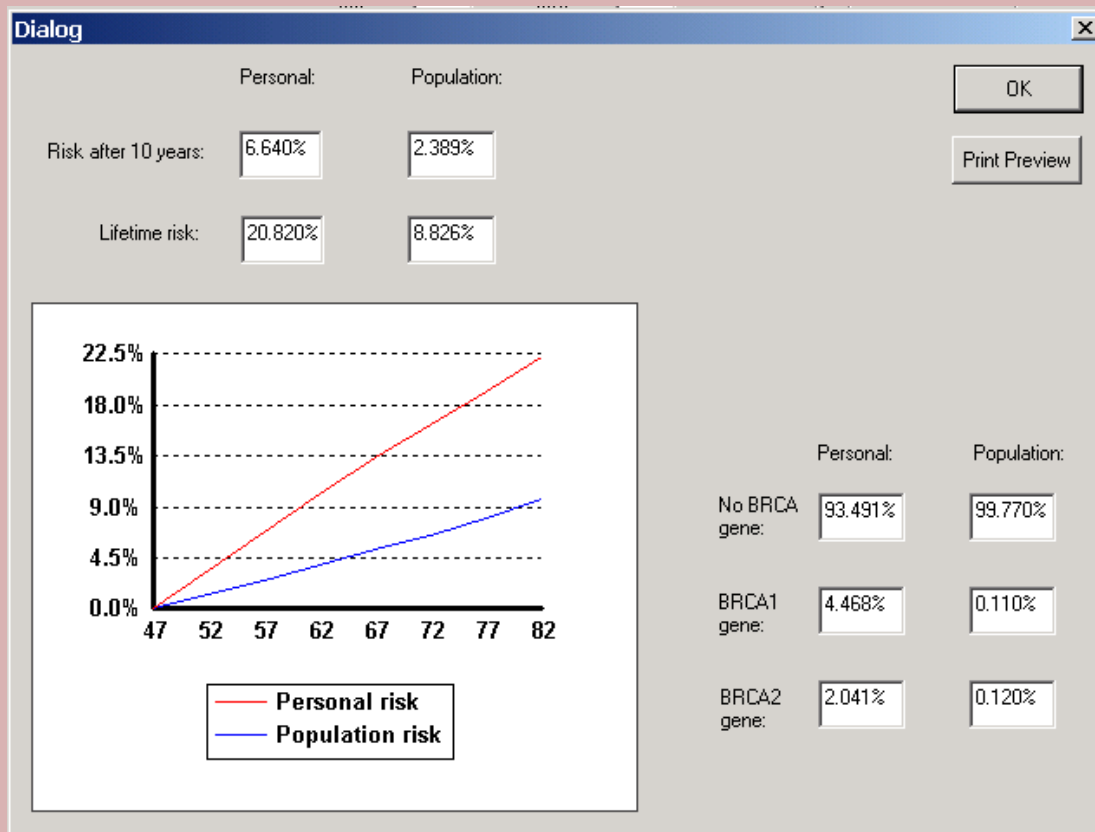 Dialog
Personal: Population:
OK
Risk after 10 years: 6.640% 2.389%
Print Preview
Lifetime risk: 20.820% 8.826%
22.5%
18.0%
13.5%
9.0%
4.5%
0.0%
47 52 57 62 67 72 77 82
Personal risk
Population risk
Personal: Population:
No BRCA
gene: 93.491% 99.770%
BRCA1
gene: 4.468% 0.110%
BRCA2
gene: 2.041% 0.120%